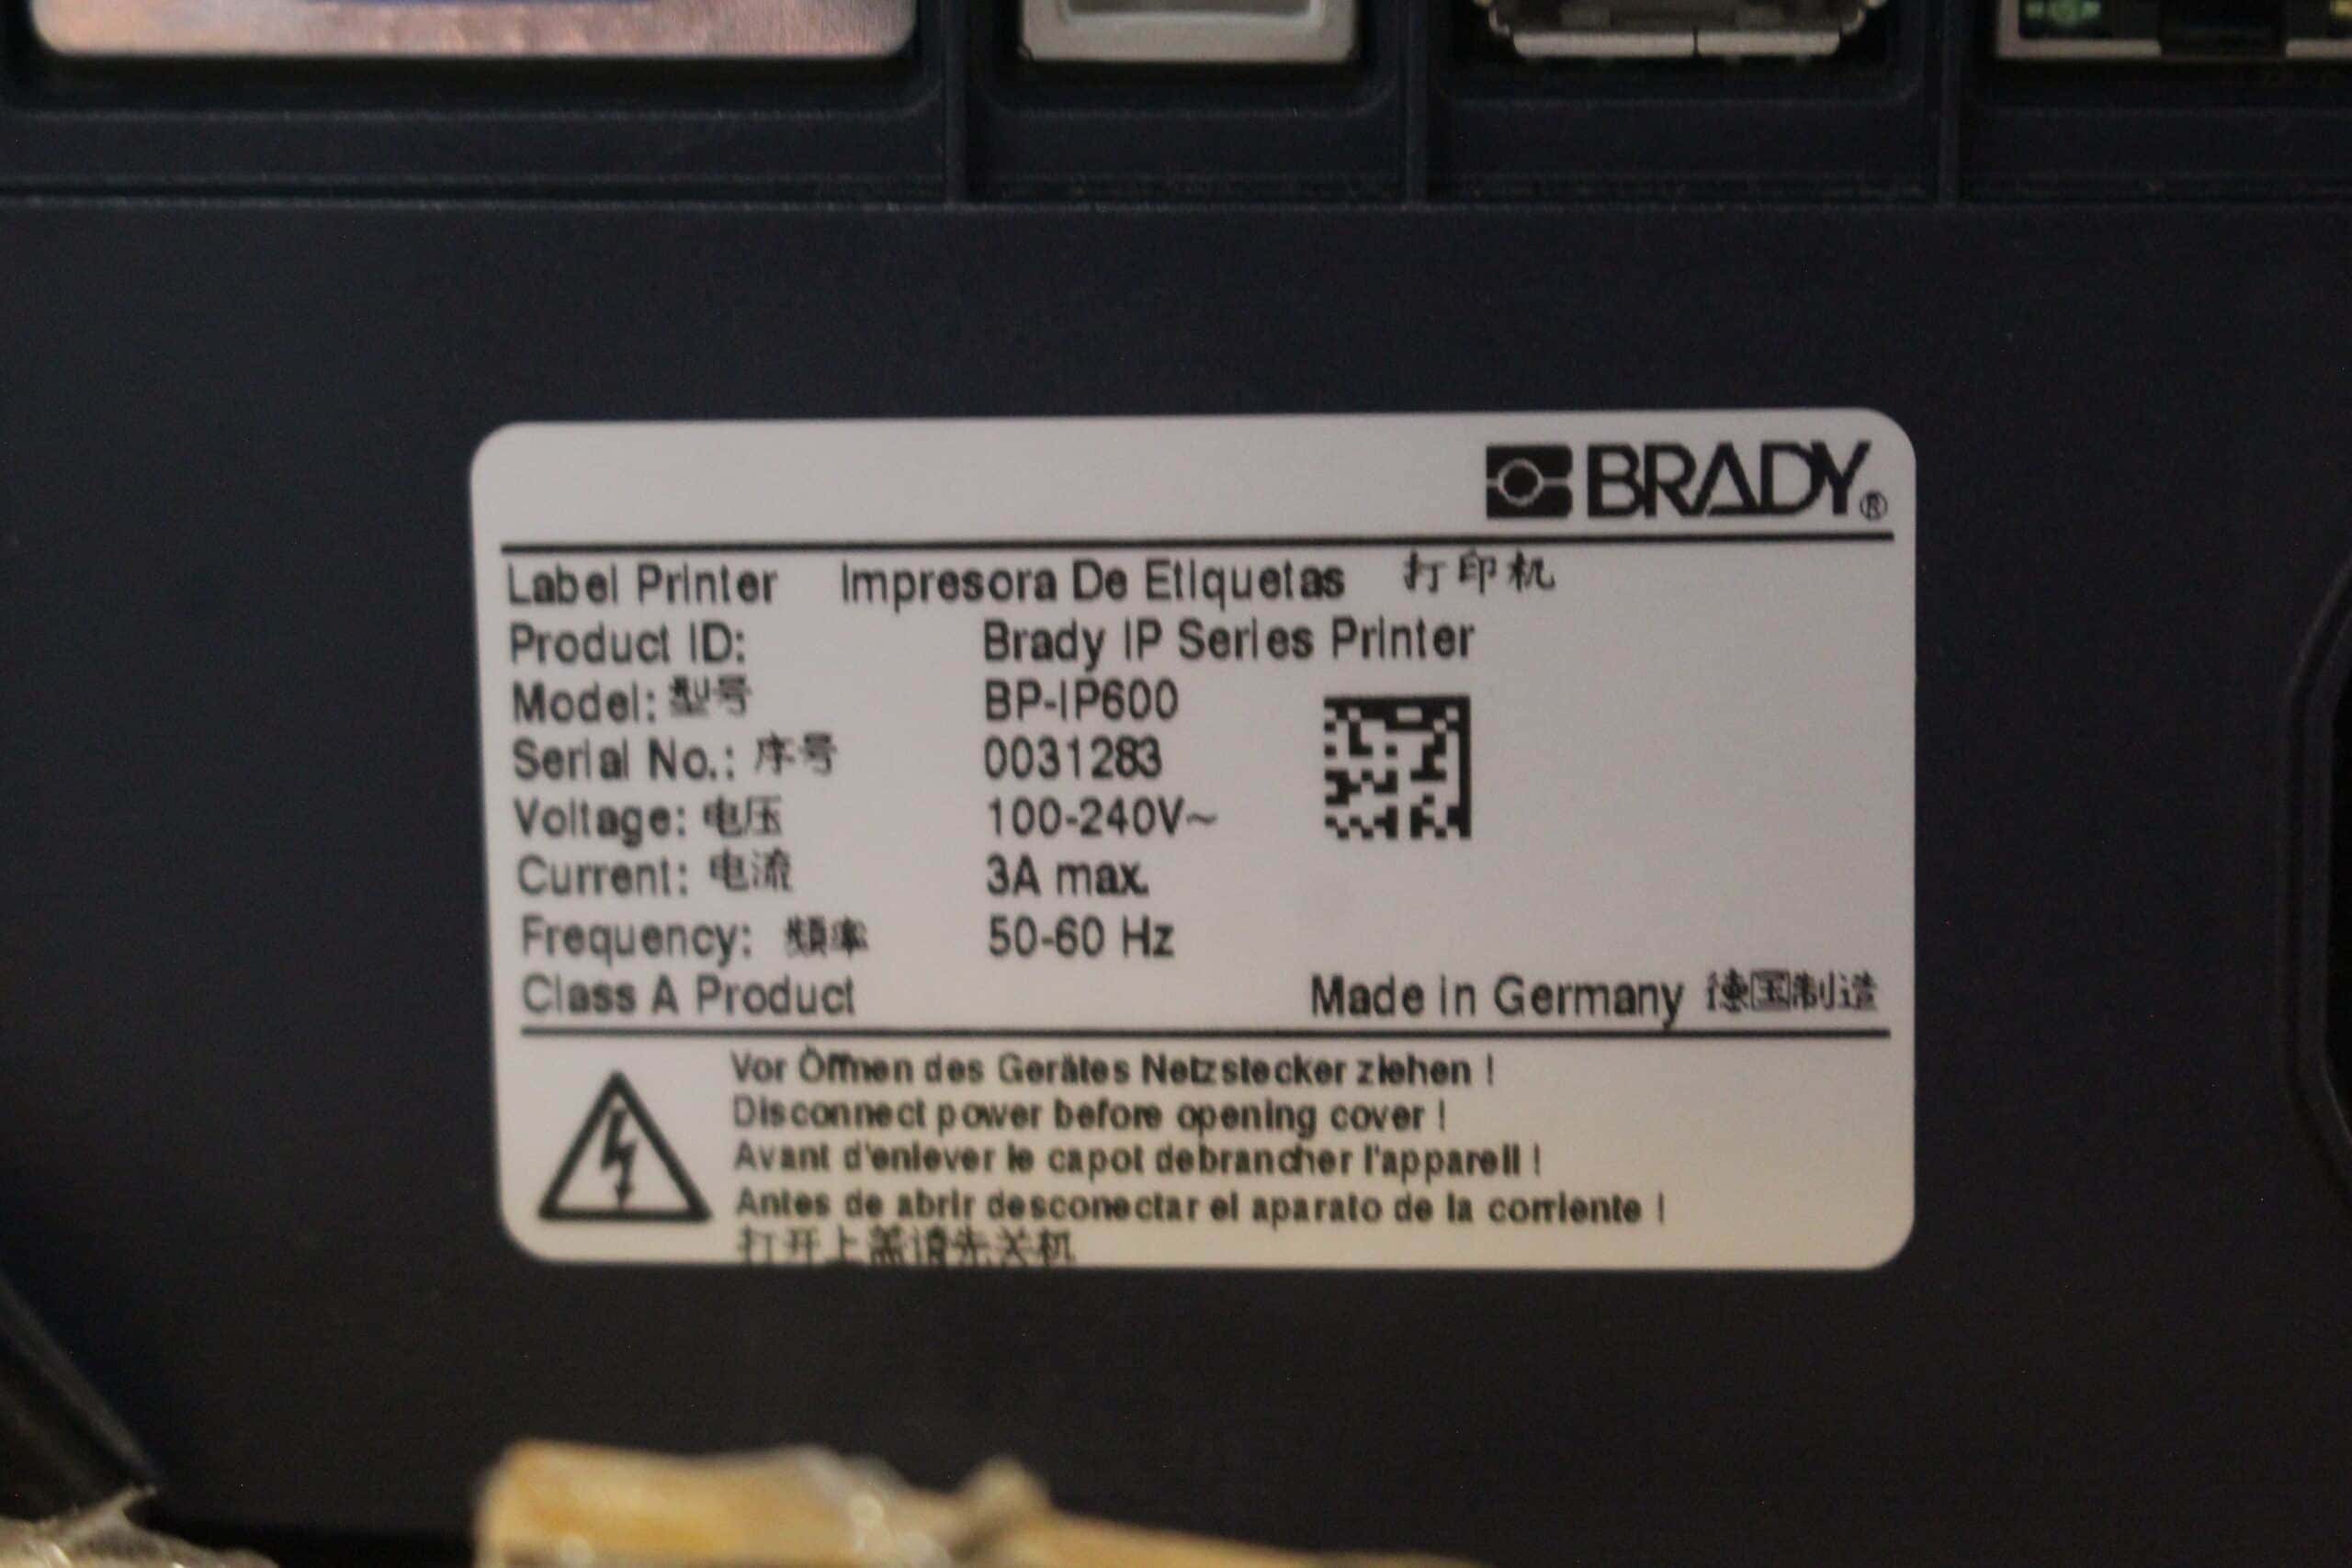 BRADY®
Label Printer Impresora De Etiquetas 打印机
Product ID: Brady IP Series Printer
Model: 型号 BP-IP600
Serial No.: 序号 0031283
Voltage: 电压 100-240V~
Current: 电流 3A max.
Frequency: 頻率 50-60 Hz
Class A Product Made in Germany 德国制造
Vor Öffnen des Gerätes Netzstecker ziehen !
Disconnect power before opening cover !
Avant d'enlever le capot debrancher l'appareil !
Antes de abrir desconectar el aparato de la corriente !
打开上盖请先关机